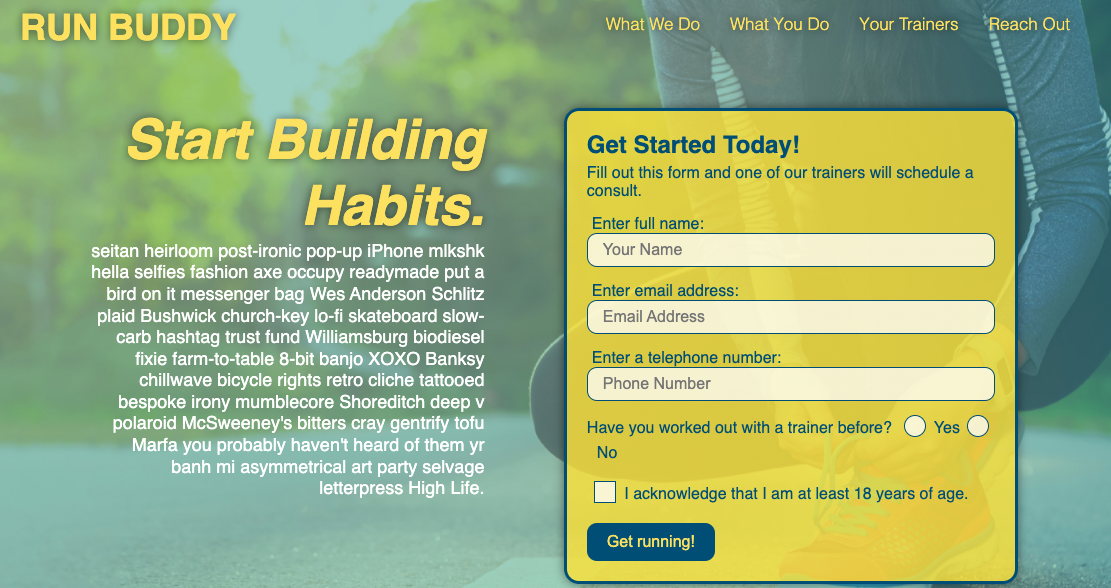 RUN BUDDY
What We Do
What You Do
Your Trainers
Reach Out
Start Building
Habits.
seitan heirloom post-ironic pop-up iPhone mlkshk
hella selfies fashion axe occupy readymade put a
bird on it messenger bag Wes Anderson Schlitz
plaid Bushwick church-key lo-fi skateboard slow-
carb hashtag trust fund Williamsburg biodiesel
fixie farm-to-table 8-bit banjo XOXO Banksy
chillwave bicycle rights retro cliche tattooed
bespoke irony mumblecore Shoreditch deep v
polaroid McSweeney's bitters cray gentrify tofu
Marfa you probably haven't heard of them yr
banh mi asymmetrical art party selvage
letterpress High Life.
Get Started Today!
Fill out this form and one of our trainers will schedule a
consult.
Enter full name:
Your Name
Enter email address:
Email Address
Enter a telephone number:
Phone Number
Have you worked out with a trainer before? Yes
No
I acknowledge that I am at least 18 years of age.
Get running!